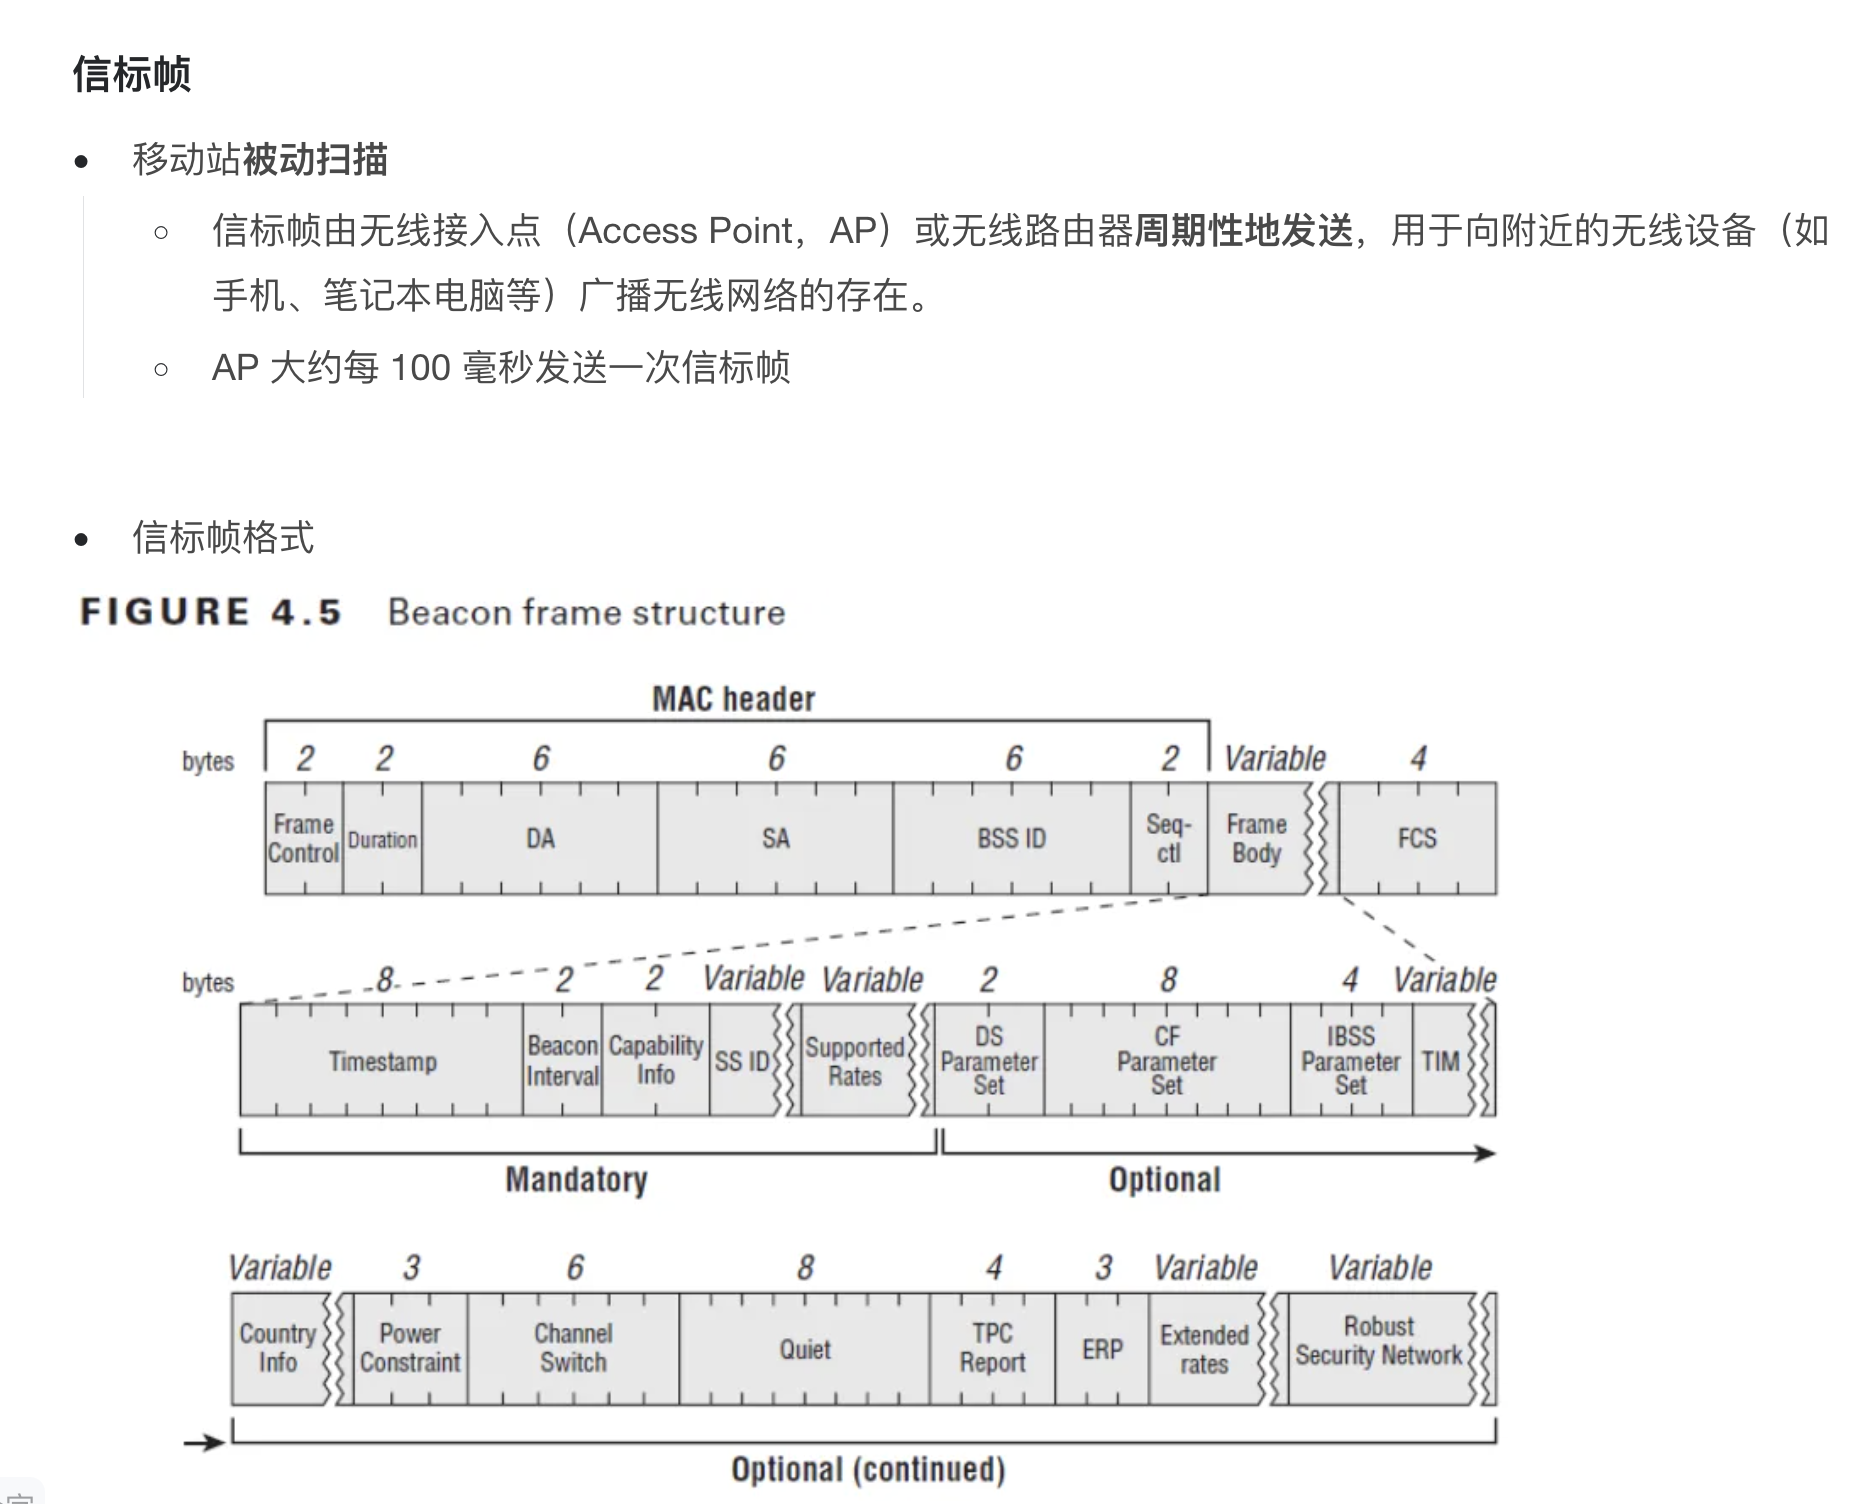 信标帧
• 移动站被动扫描
○ 信标帧由无线接入点（Access Point，AP）或无线路由器周期性地发送，用于向附近的无线设备（如
手机、笔记本电脑等）广播无线网络的存在。
○ AP 大约每 100 毫秒发送一次信标帧
• 信标帧格式
FIGURE 4.5 Beacon frame structure
MAC header
bytes 2 2 6 6 6 2 Variable 4
Frame Control Duration DA SA BSS ID Seq-ctl Frame Body FCS
bytes 8 2 2 Variable Variable 2 8 4 Variable
Timestamp Beacon Interval Capability Info SS ID Supported Rates DS Parameter Set CF Parameter Set IBSS Parameter Set TIM
Mandatory Optional
Variable 3 6 8 4 3 Variable Variable
Country Info Power Constraint Channel Switch Quiet TPC Report ERP Extended rates Robust Security Network
Optional (continued)